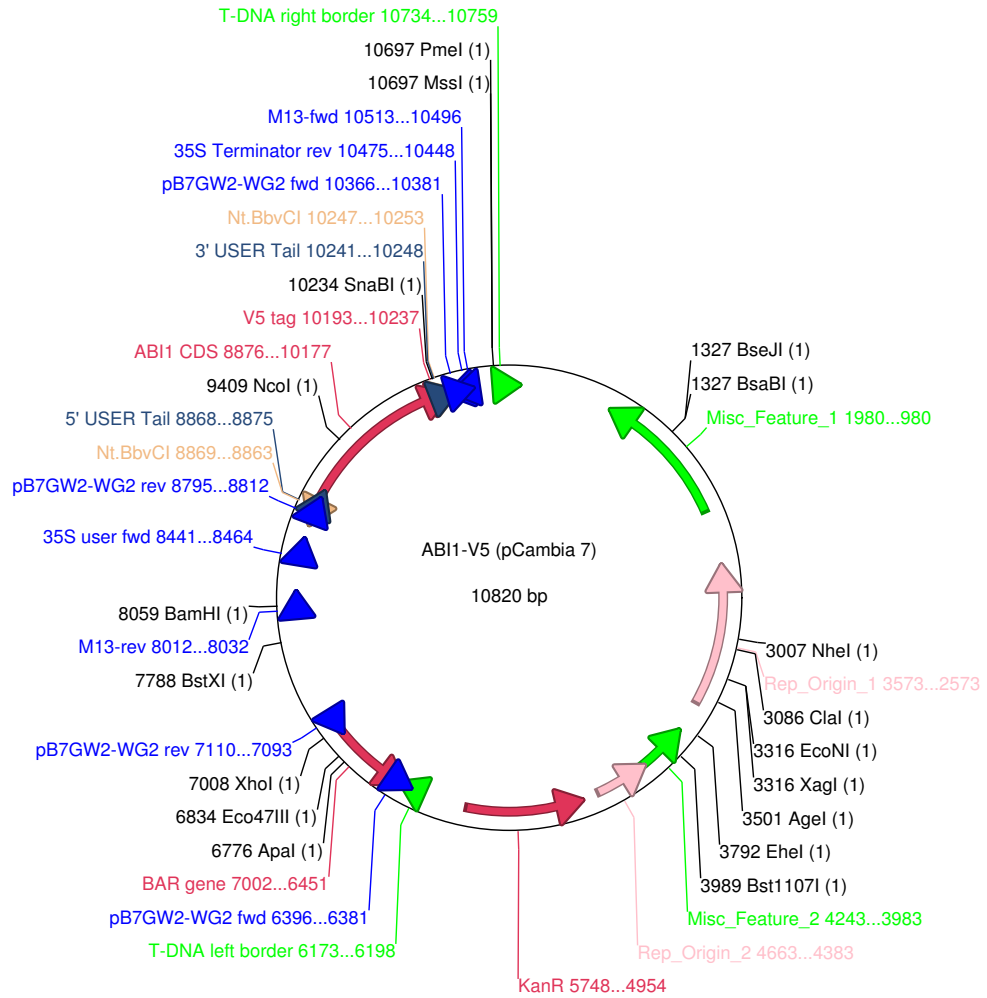 T-DNA right border 10734...10759
10697 PmeI (1)
10697 MssI (1)
M13-fwd 10513...10496
35S Terminator rev 10475...10448
pB7GW2-WG2 fwd 10366...10381
Nt.BbvCI 10247...10253
3' USER Tail 10241...10248
10234 SnaBI (1)
V5 tag 10193...10237
ABI1 CDS 8876...10177
9409 NcoI (1)
5' USER Tail 8868...8875
Nt.BbvCI 8869...8863
pB7GW2-WG2 rev 8795...8812
35S user fwd 8441...8464
8059 BamHI (1)
M13-rev 8012...8032
7788 BstXI (1)
pB7GW2-WG2 rev 7110...7093
7008 XhoI (1)
6834 Eco47III (1)
6776 ApaI (1)
BAR gene 7002...6451
pB7GW2-WG2 fwd 6396...6381
T-DNA left border 6173...6198
ABI1-V5 (pCambia 7)
10820 bp
1327 BseJI (1)
1327 BsaBI (1)
Misc_Feature_1 1980...980
3007 NheI (1)
Rep_Origin_1 3573...2573
3086 ClaI (1)
3316 EcoNI (1)
3316 XagI (1)
3501 AgeI (1)
3792 EheI (1)
3989 Bst1107I (1)
Misc_Feature_2 4243...3983
Rep_Origin_2 4663...4383
KanR 5748...4954